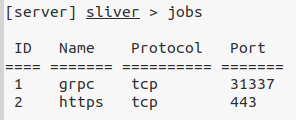 [server] sliver > jobs
ID Name Protocol Port
==== ======= ========== =======
1 grpc tcp 31337
2 https tcp 443